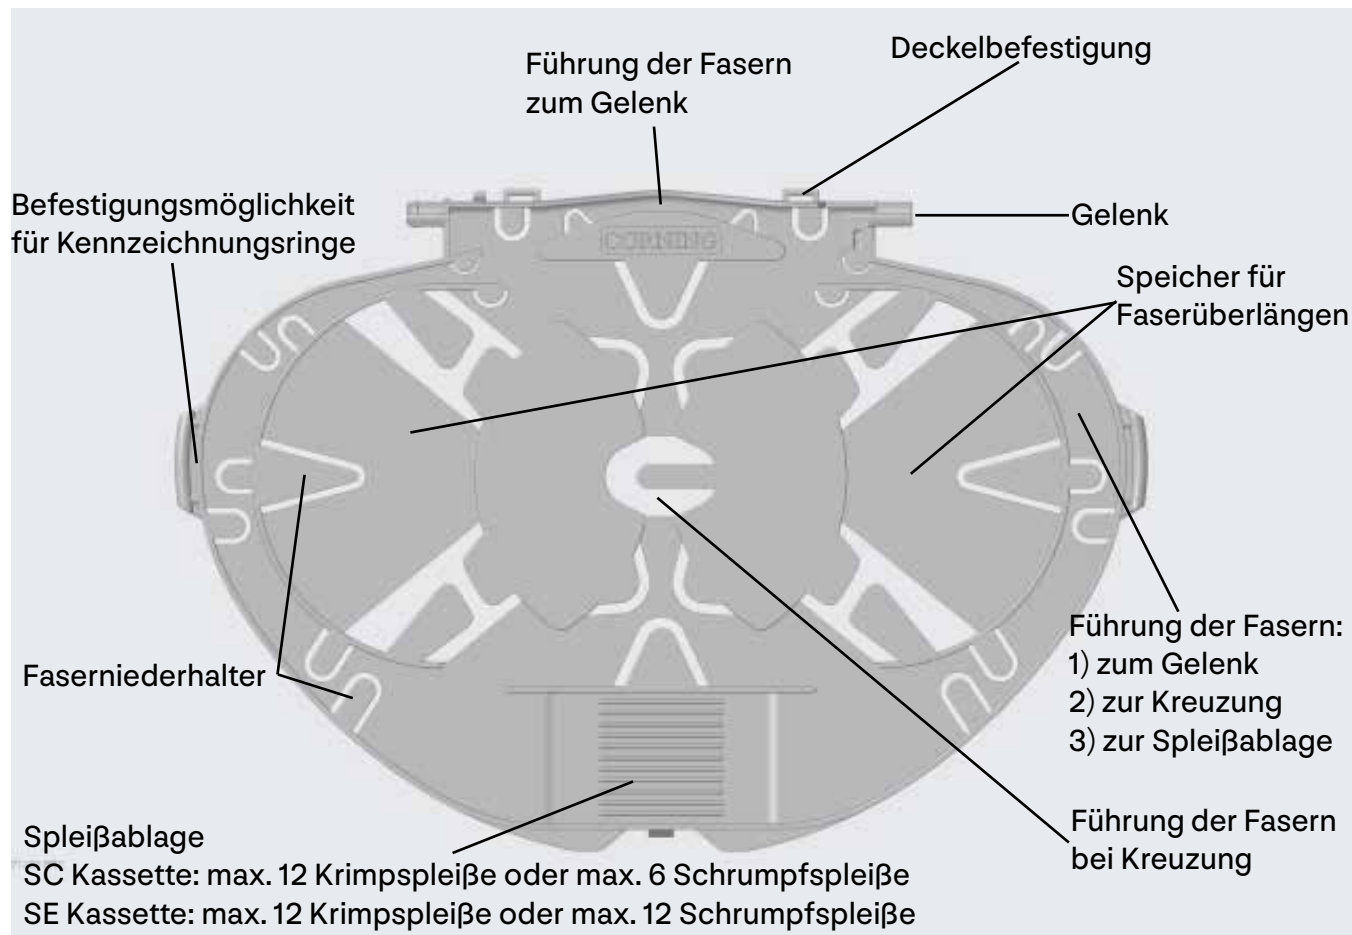 Führung der Fasern
zum Gelenk
Deckelbefestigung
Befestigungsmöglichkeit
für Kennzeichnungsringe
Gelenk
CORNING
Speicher für
Faserüberlängen
Faserniederhalter
Führung der Fasern:
1) zum Gelenk
2) zur Kreuzung
3) zur Spleißablage
Führung der Fasern
bei Kreuzung
Spleißablage
SC Kassette: max. 12 Krimpspleiße oder max. 6 Schrumpfspleiße
SE Kassette: max. 12 Krimpspleiße oder max. 12 Schrumpfspleiße